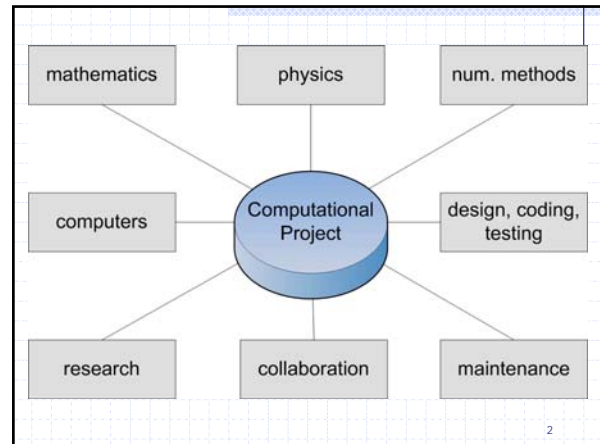 mathematics
physics
num. methods
computers
Computational
Project
design, coding,
testing
research
collaboration
maintenance
2